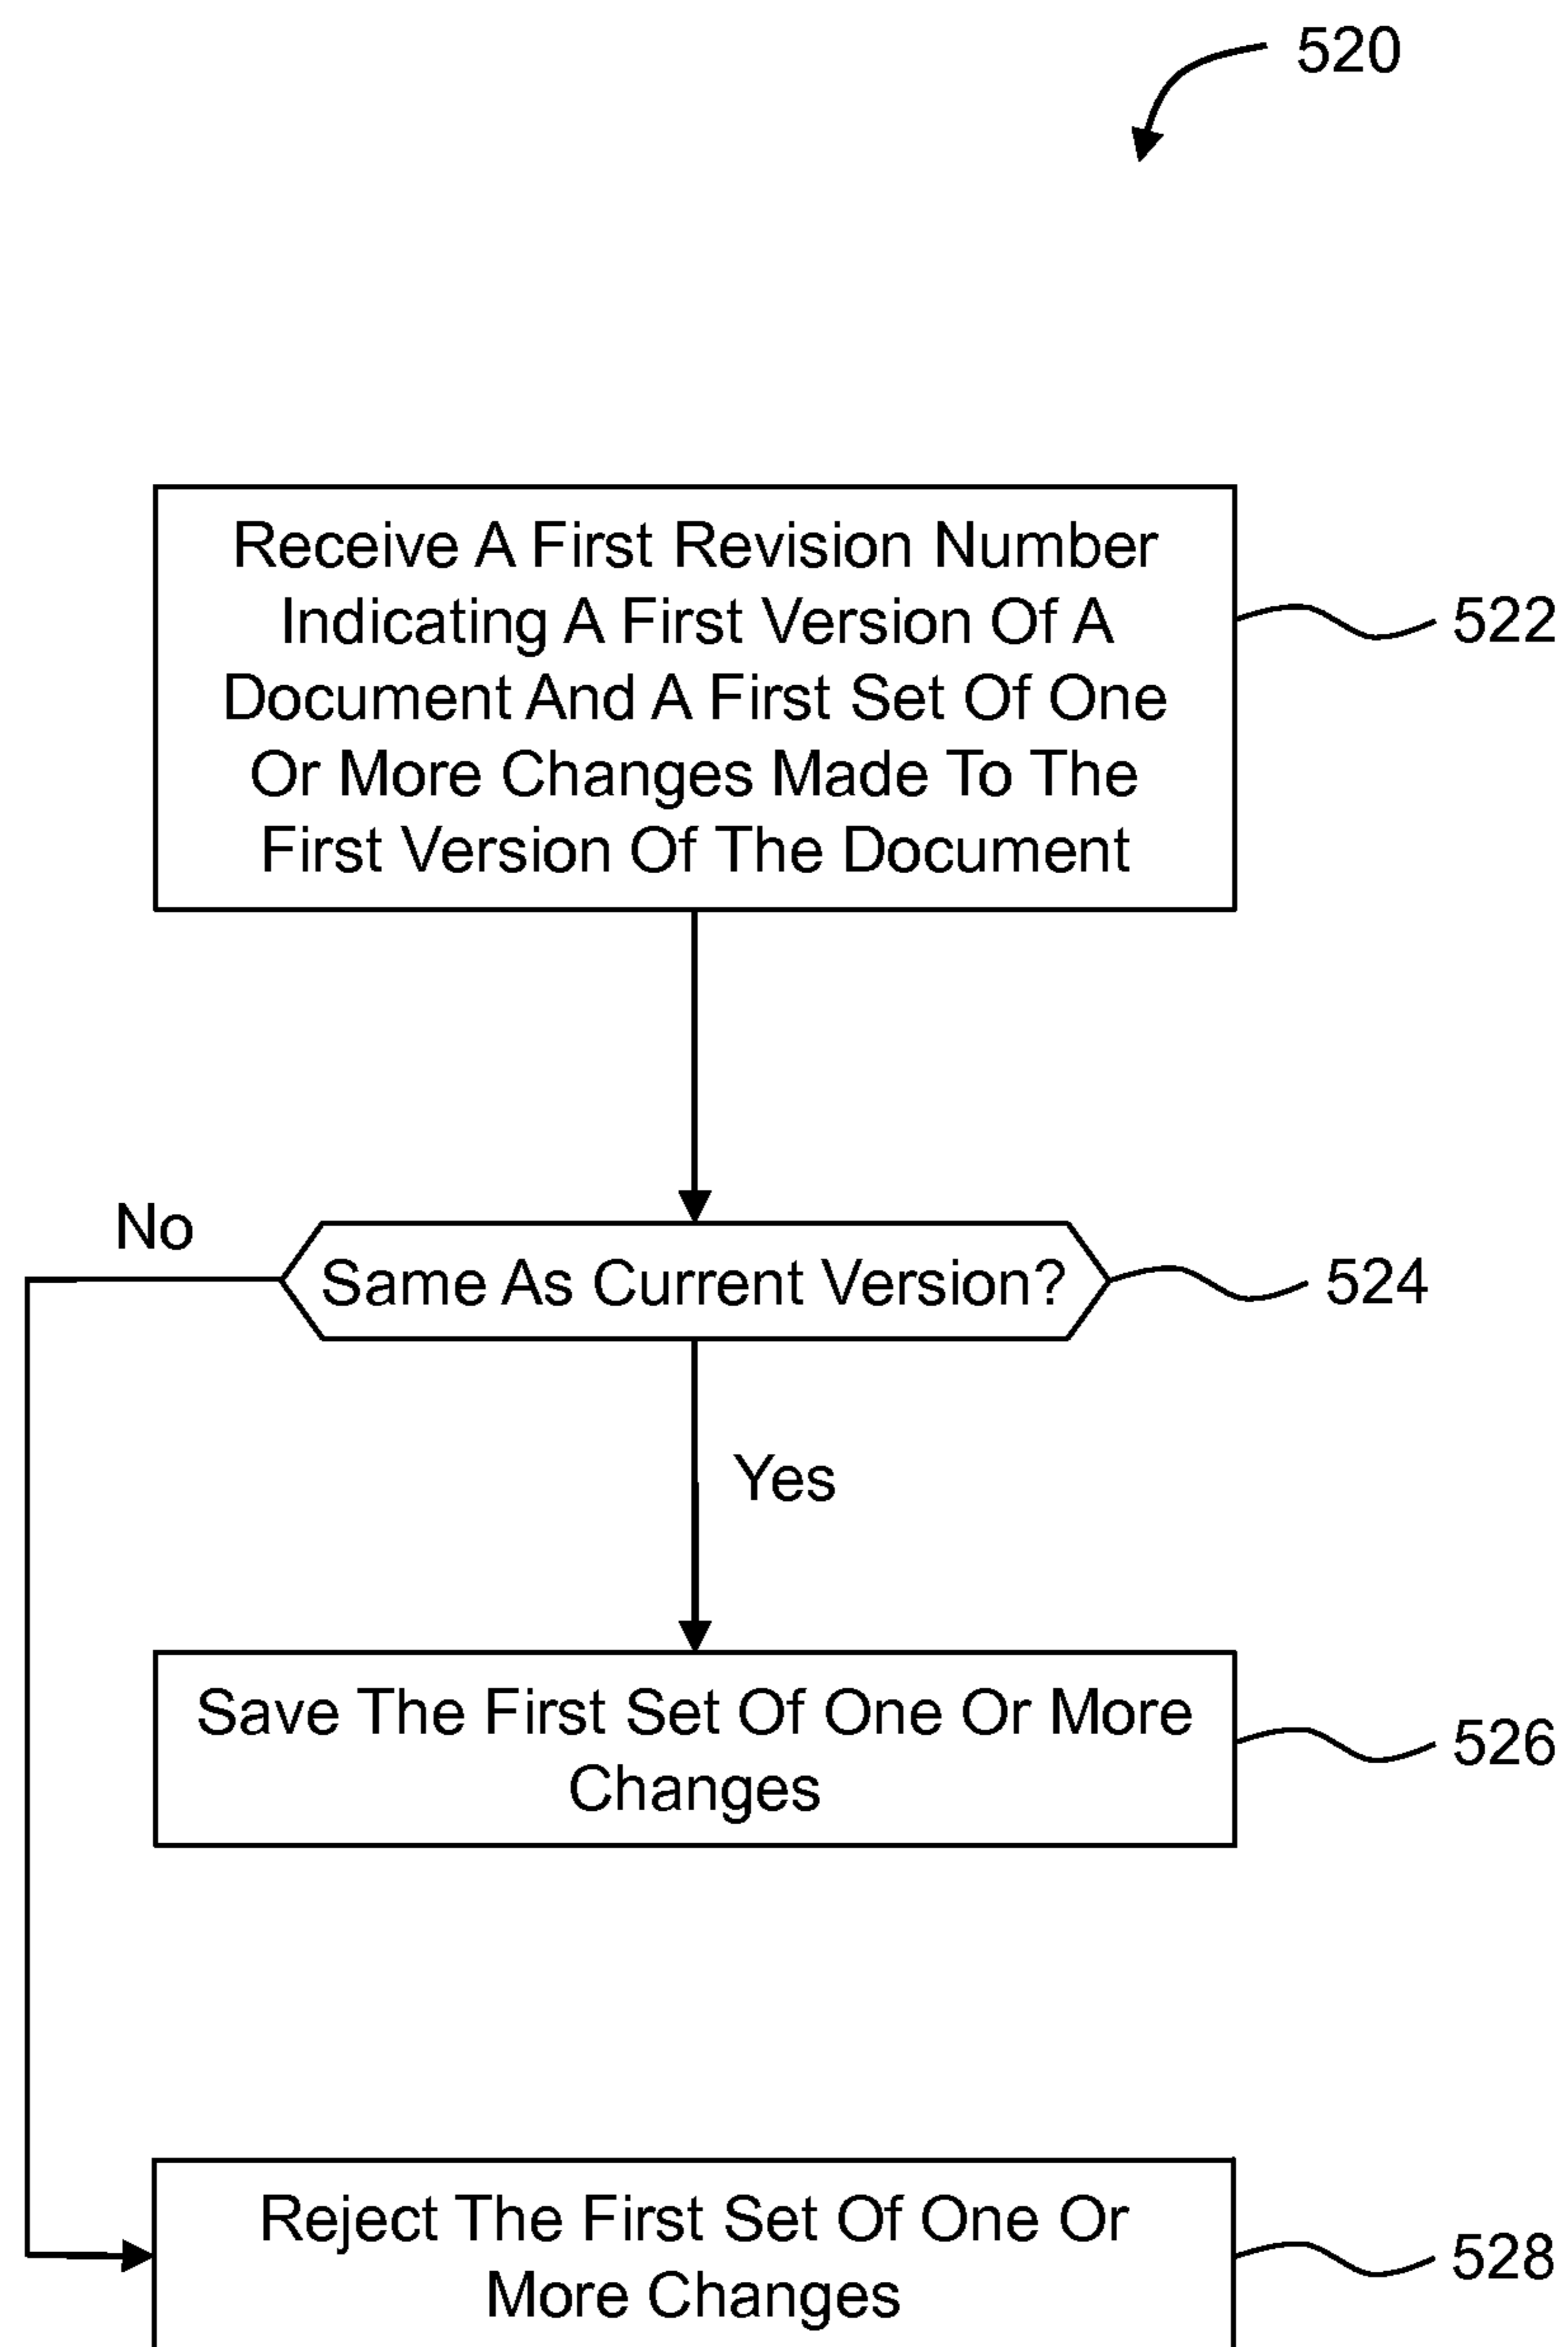 520
Receive A First Revision Number
Indicating A First Version Of A
Document And A First Set Of One
Or More Changes Made To The
First Version Of The Document
522
No
Same As Current Version?
524
Yes
Save The First Set Of One Or More
Changes
526
Reject The First Set Of One Or
More Changes
528